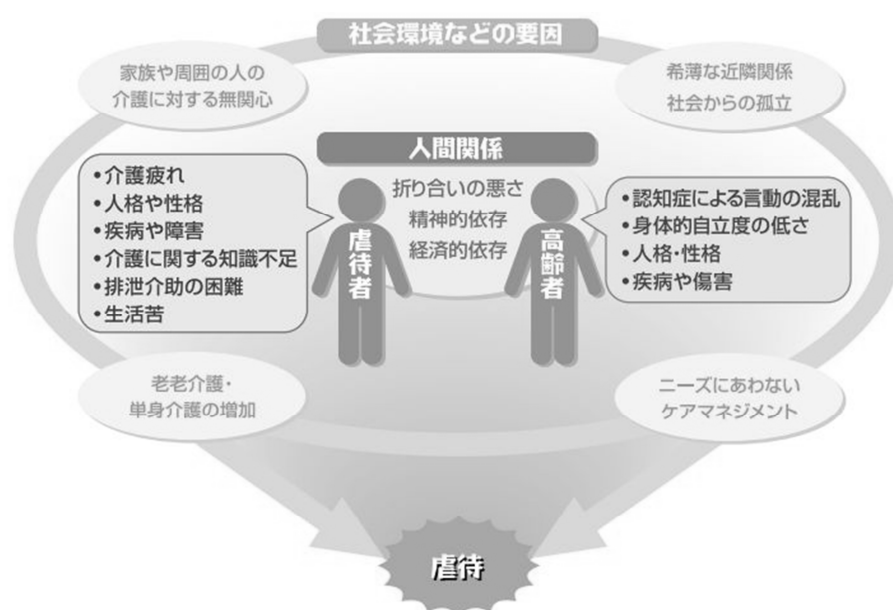 社会環境などの要因
家族や周囲の人の
介護に対する無関心
希薄な近隣関係
社会からの孤立
人間関係
折り合いの悪さ
精神的依存
経済的依存
•介護疲れ
•人格や性格
•疾病や障害
•介護に関する知識不足
•排泄介助の困難
•生活苦
虐待者
高齢者
•認知症による言動の混乱
•身体的自立度の低さ
•人格・性格
•疾病や傷害
老老介護・
単身介護の増加
ニーズにあわない
ケアマネジメント
虐待